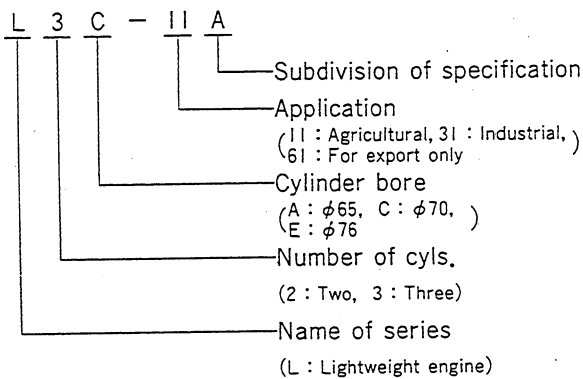 L 3 C - 11 A
Subdivision of specification
Application
(11 : Agricultural, 31 : Industrial,
61 : For export only)
Cylinder bore
(A : φ65, C : φ70,
E : φ76)
Number of cyls.
(2 : Two, 3 : Three)
Name of series
(L : Lightweight engine)